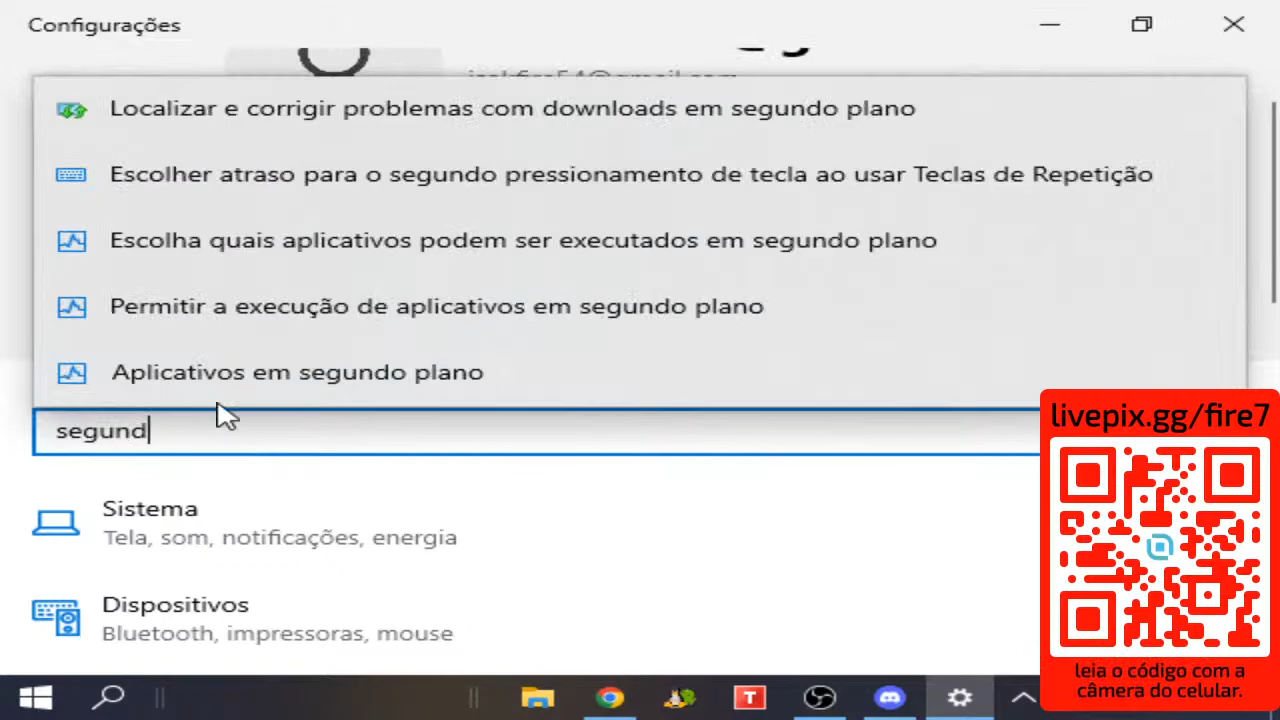 Configurações
Localizar e corrigir problemas com downloads em segundo plano
Escolher atraso para o segundo pressionamento de tecla ao usar Teclas de Repetição
Escolha quais aplicativos podem ser executados em segundo plano
Permitir a execução de aplicativos em segundo plano
Aplicativos em segundo plano
segund
livepix.gg/fire7
Sistema
Tela, som, notificações, energia
Dispositivos
Bluetooth, impressoras, mouse
leia o código com a
câmera do celular.
T